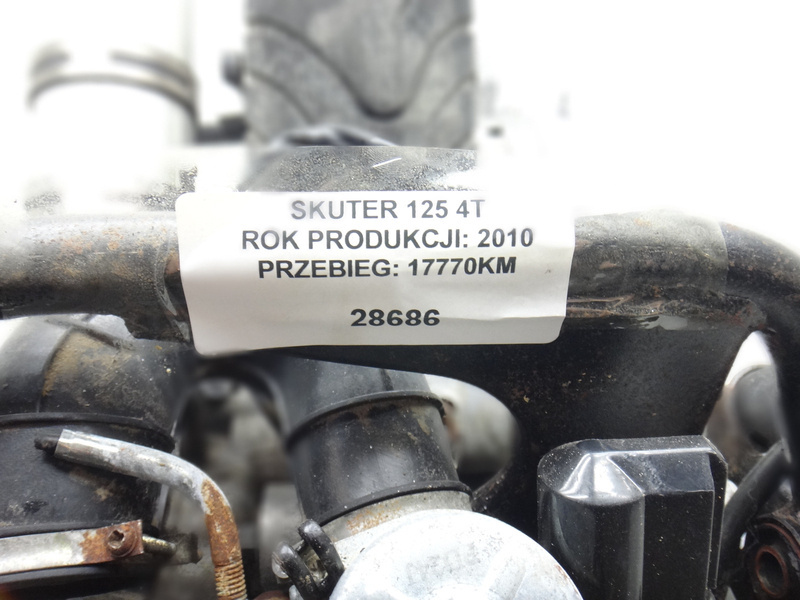 SKUTER 125 4T
ROK PRODUKCJI: 2010
PRZEBIEG: 17770KM
28686